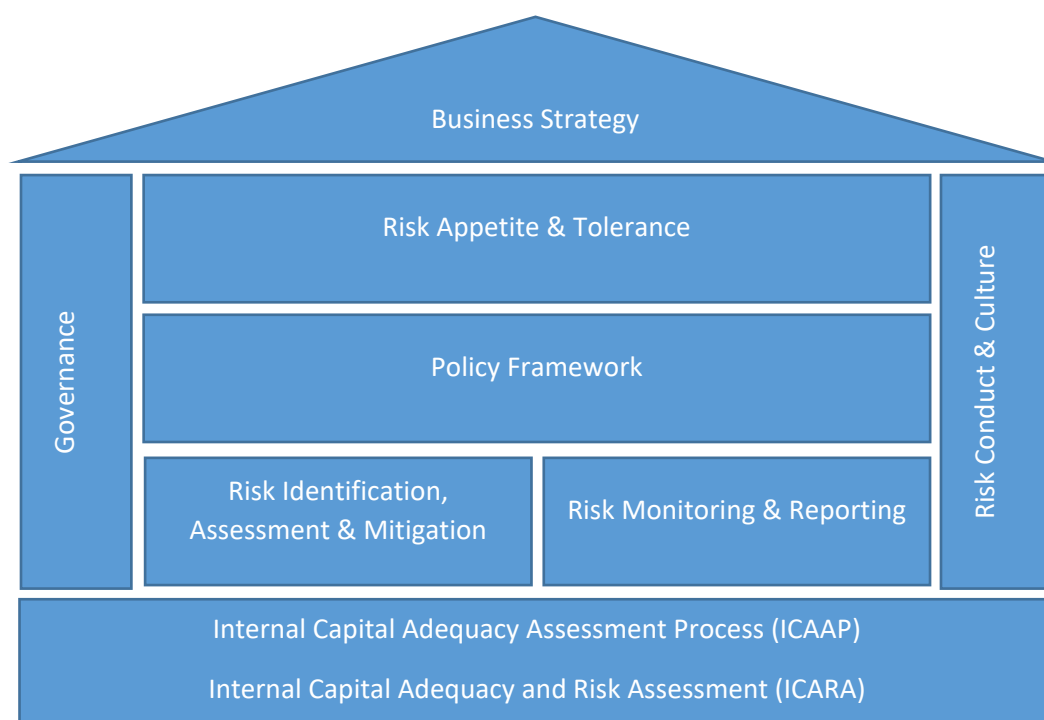 Business Strategy
Governance
Risk Appetite & Tolerance
Policy Framework
Risk Identification,
Assessment & Mitigation
Risk Monitoring & Reporting
Risk Conduct & Culture
Internal Capital Adequacy Assessment Process (ICAAP)
Internal Capital Adequacy and Risk Assessment (ICARA)